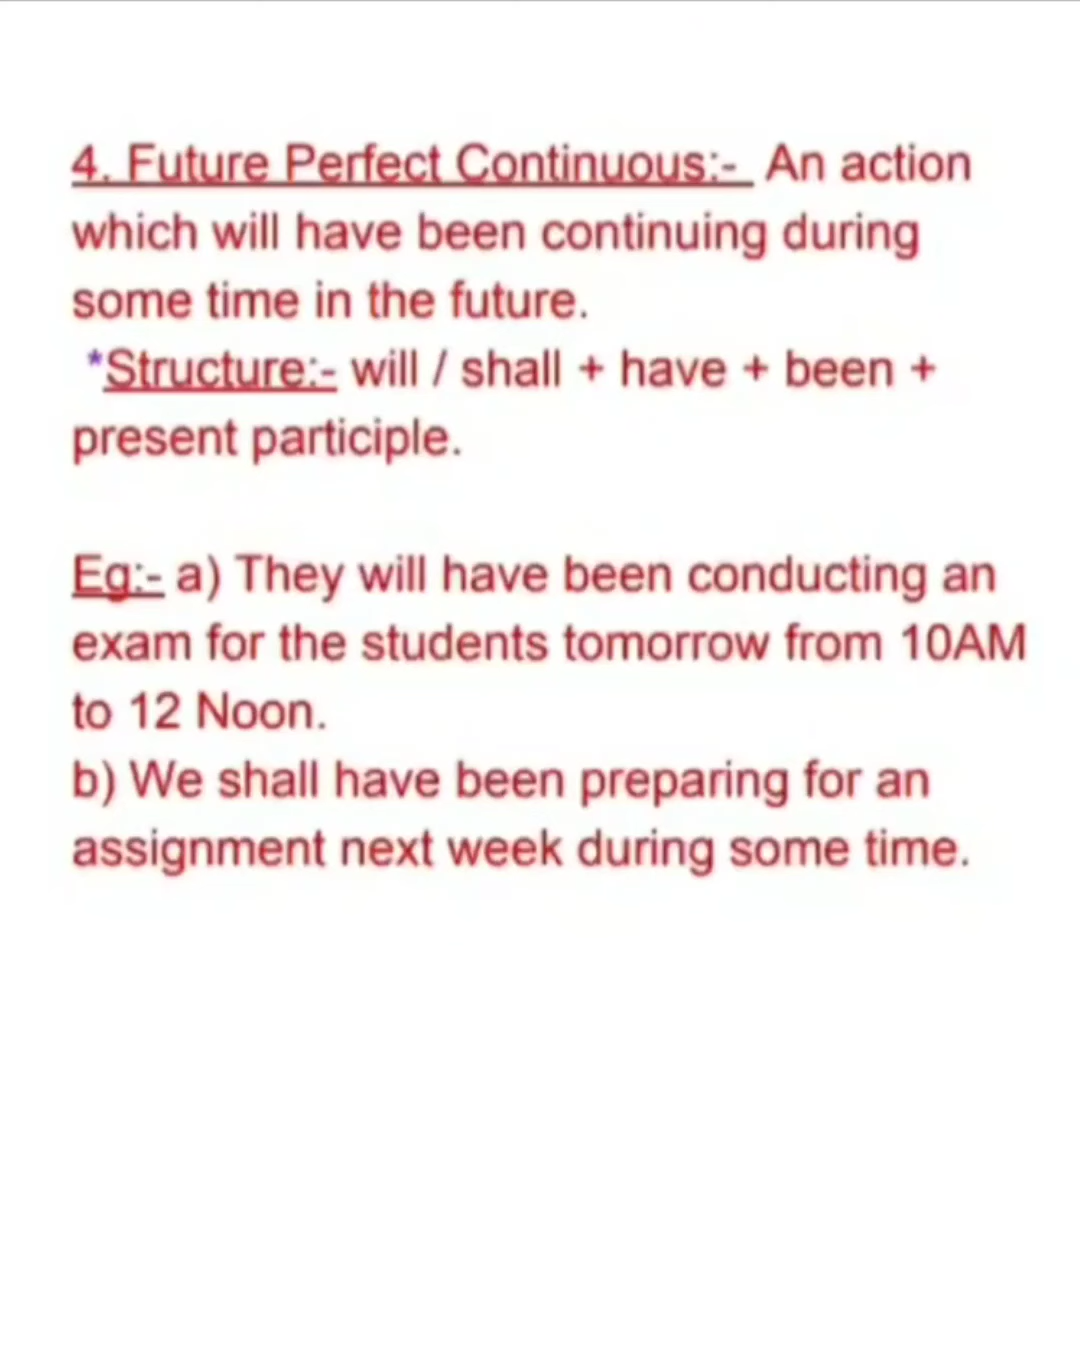 4. Future Perfect Continuous:- An action
which will have been continuing during
some time in the future.
*Structure:- will / shall + have + been +
present participle.
Eg:- a) They will have been conducting an
exam for the students tomorrow from 10AM
to 12 Noon.
b) We shall have been preparing for an
assignment next week during some time.